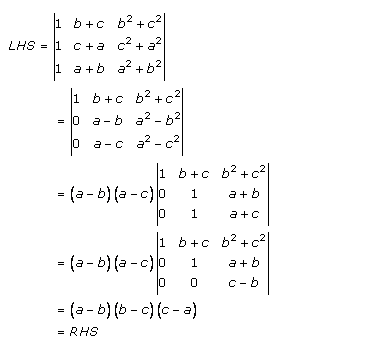 LHS = |1 b+c b²+c²|
|1 c+a c²+a²|
|1 a+b a²+b²|
= |1 b+c b²+c²|
|0 a−b a²−b²|
|0 a−c a²−c²|
= (a−b)(a−c) |1 b+c b²+c²|
|0 1 a+b|
|0 1 a+c|
= (a−b)(a−c) |1 b+c b²+c²|
|0 1 a+b|
|0 0 c−b|
= (a−b)(b−c)(c−a)
= RHS